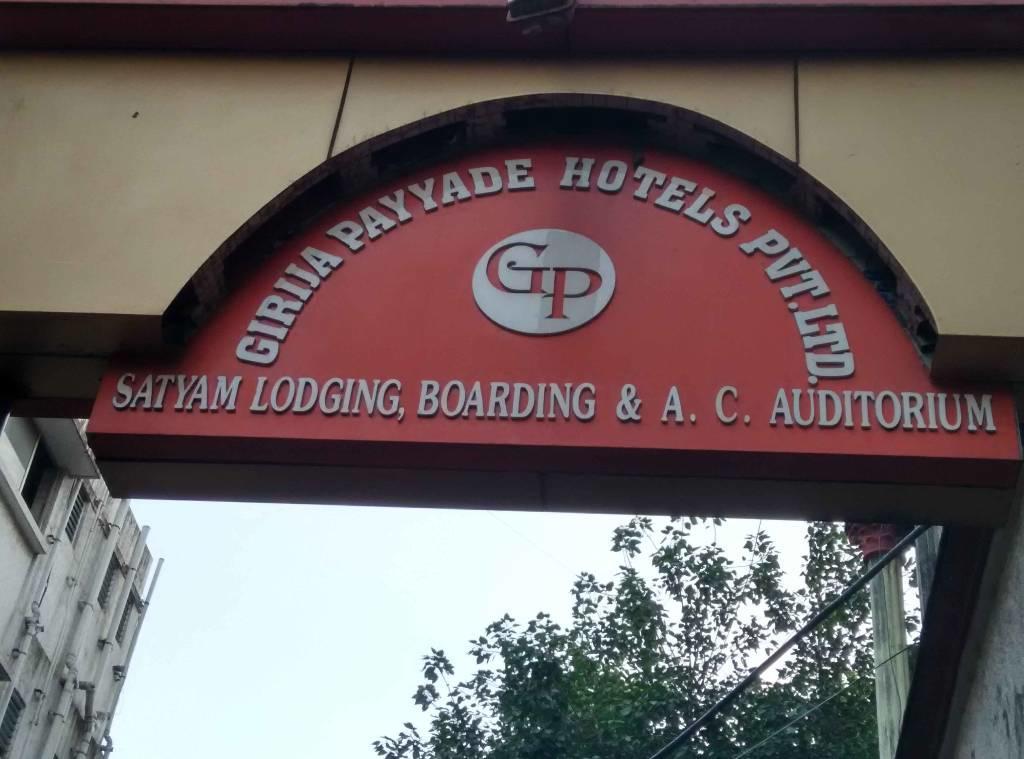 GIRIJA PAYYADE HOTELS PVT. LTD.
GP
SATYAM LODGING, BOARDING & A. C. AUDITORIUM